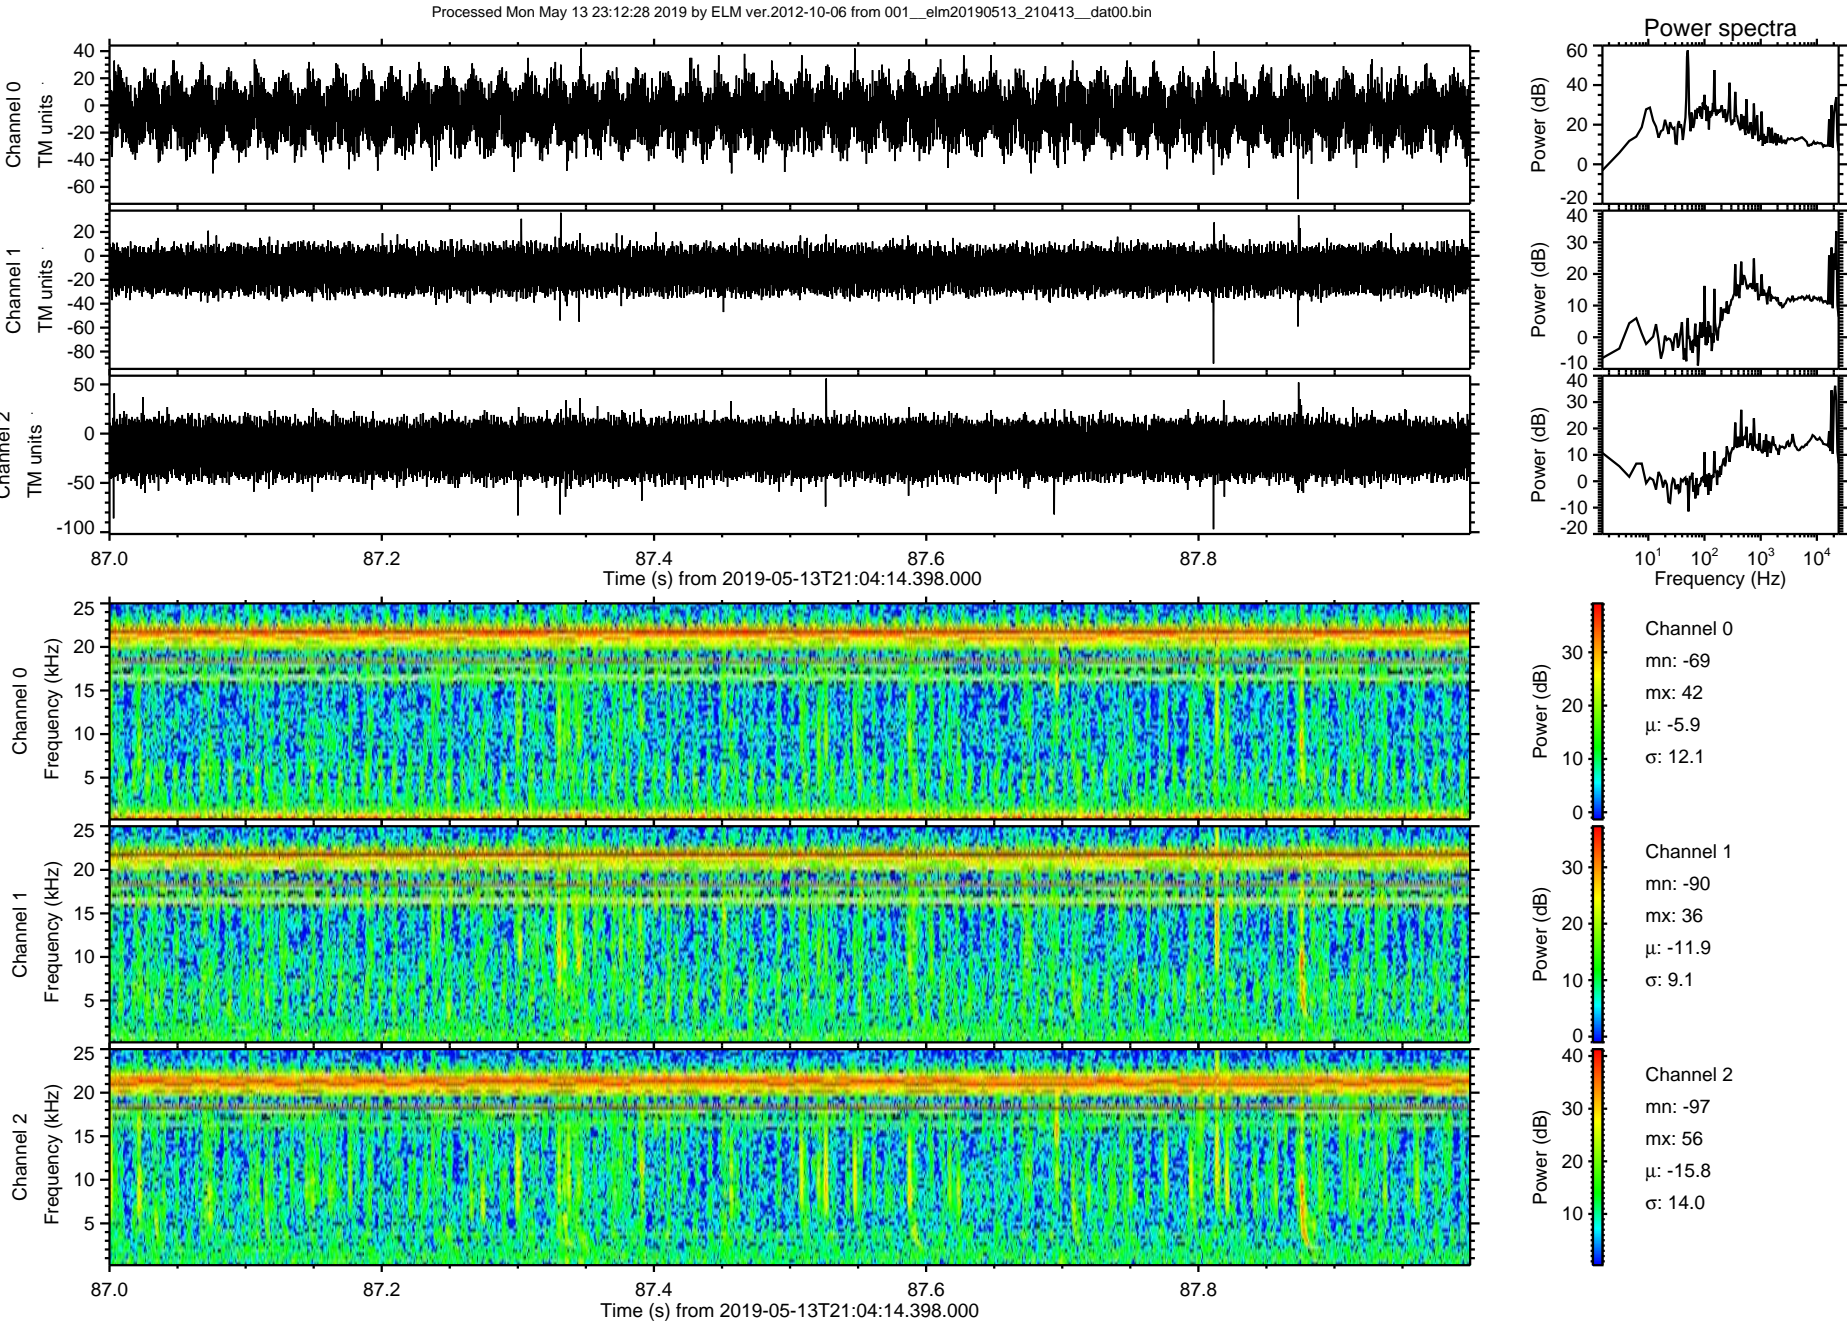 Processed Mon May 13 23:12:28 2019 by ELM ver.2012-10-06 from 001__elm20190513_210413__dat00.bin
Power spectra
Channel 0
TM units
40
20
0
-20
-40
-60
Power (dB)
60
40
20
0
-20
Channel 1
TM units
20
0
-20
-40
-60
-80
Power (dB)
40
30
20
10
0
-10
Channel 2
TM units
50
0
-50
-100
Power (dB)
40
30
20
10
0
-10
-20
87.0 87.2 87.4 87.6 87.8
Time (s) from 2019-05-13T21:04:14.398.000
10¹ 10² 10³ 10⁴
Frequency (Hz)
Channel 0
Frequency (kHz)
25
20
15
10
5
Power (dB)
30
20
10
0
Channel 0
mn: -69
mx: 42
μ: -5.9
σ: 12.1
Channel 1
Frequency (kHz)
25
20
15
10
5
Power (dB)
30
20
10
0
Channel 1
mn: -90
mx: 36
μ: -11.9
σ: 9.1
Channel 2
Frequency (kHz)
25
20
15
10
5
Power (dB)
40
30
20
10
Channel 2
mn: -97
mx: 56
μ: -15.8
σ: 14.0
87.0 87.2 87.4 87.6 87.8
Time (s) from 2019-05-13T21:04:14.398.000